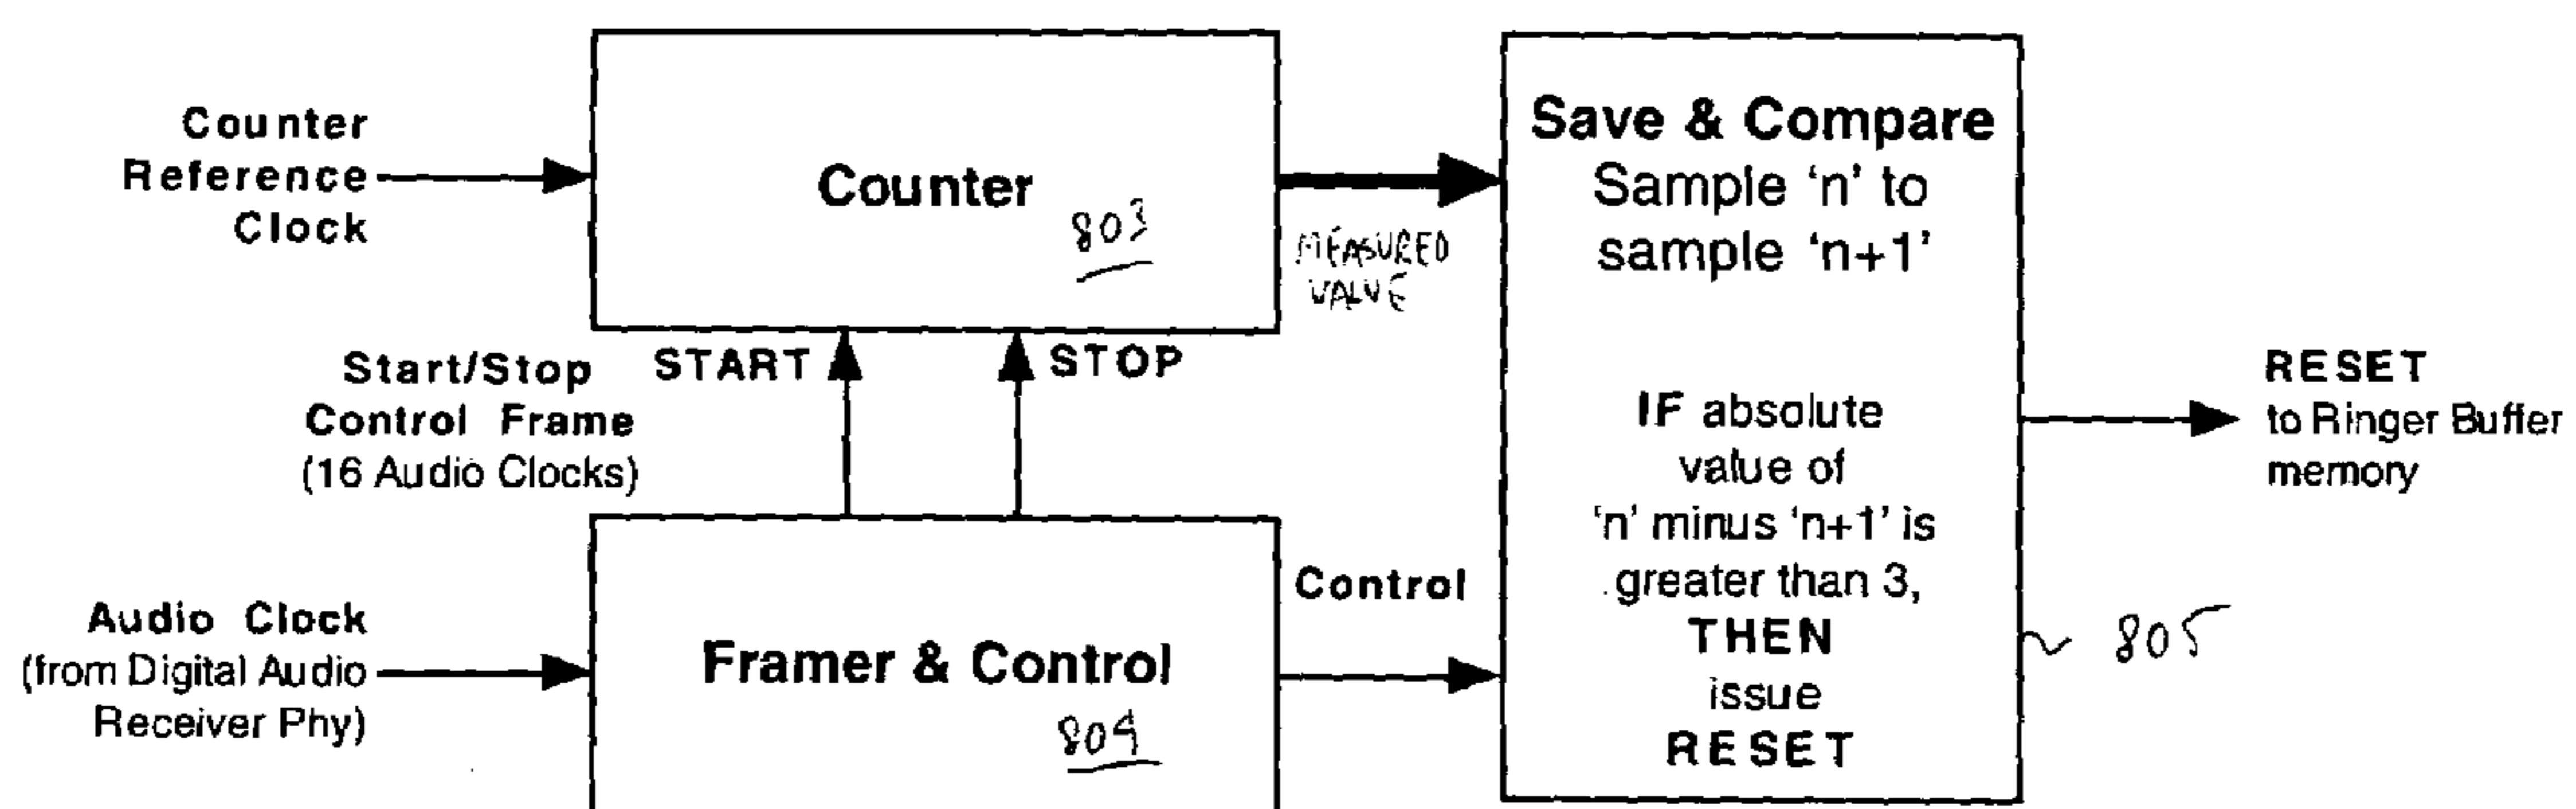 Counter
Reference
Clock
Counter
803
MEASURED
VALUE
Save & Compare
Sample ‘n’ to
sample ‘n+1’
IF absolute
value of
‘n’ minus ‘n+1’ is
greater than 3,
THEN
issue
RESET
805
RESET
to Ringer Buffer
memory
Start/Stop
Control Frame
(16 Audio Clocks)
START
STOP
Audio Clock
(from Digital Audio
Receiver Phy)
Framer & Control
804
Control